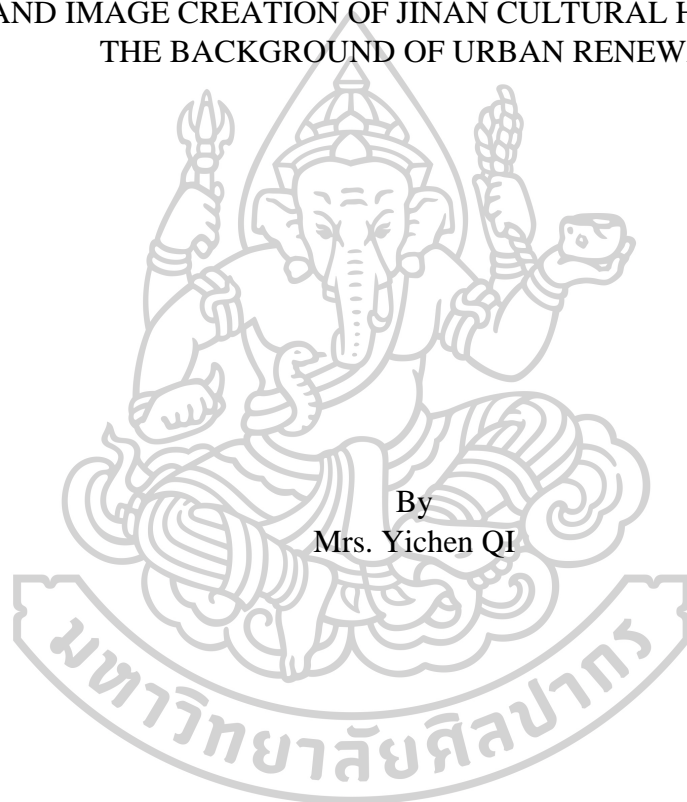 AND IMAGE CREATION OF JINAN CULTURAL
THE BACKGROUND OF URBAN
By
Mrs. Yichen QI
มหาวิทยาลัยศิลปากร